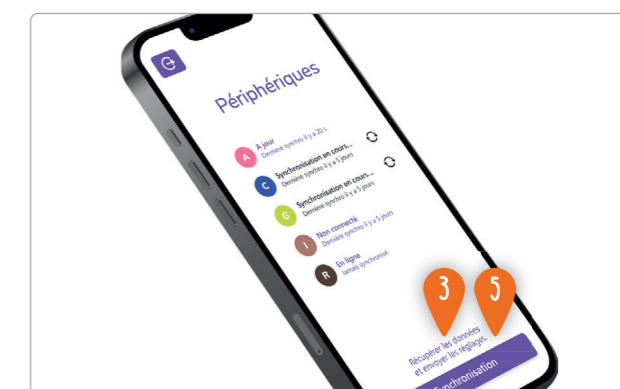 Périphériques
A
A jour
Dernière synchro il y a 20 s
C
Synchronisation en cours...
Dernière synchro il y a 5 jours
G
Synchronisation en cours...
Dernière synchro il y a 5 jours
I
Non connecté
Dernière synchro il y a 5 jours
R
En ligne
Jamais synchronisé
3
5
Récupérer les données
et envoyer les réglages.
Synchronisation